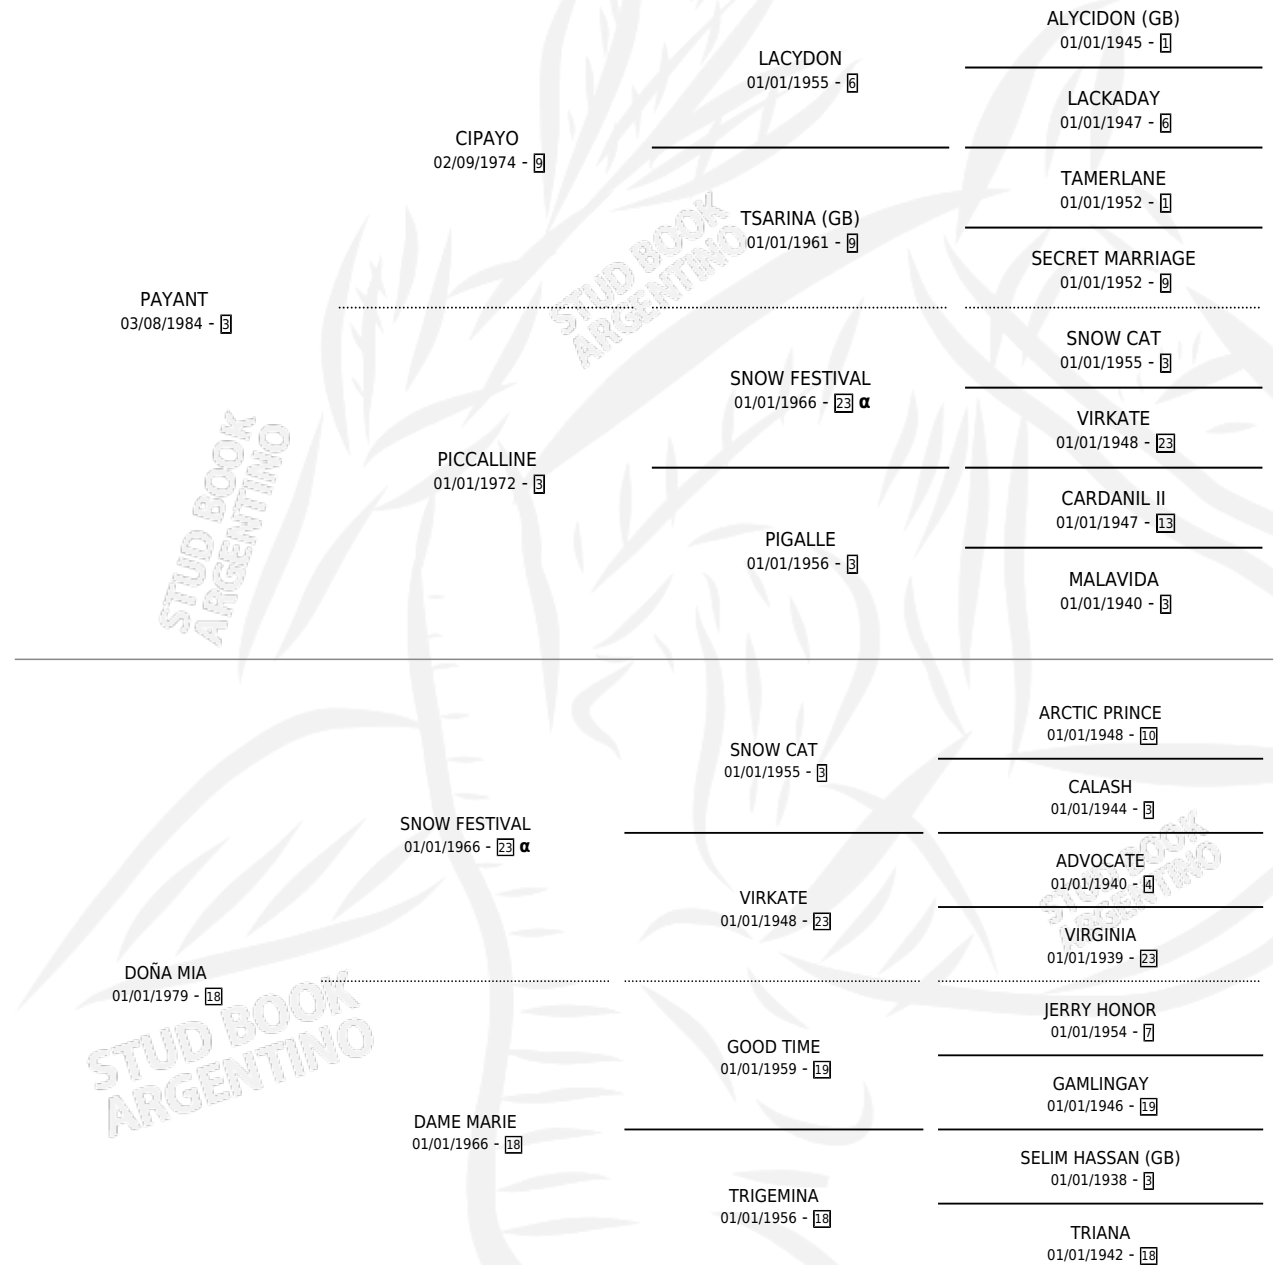 ALYCIDON (GB)
01/01/1945 - 1
LACYDON
01/01/1955 - 6
LACKADAY
01/01/1947 - 6
CIPAYO
02/09/1974 - 9
TAMERLANE
01/01/1952 - 1
TSARINA (GB)
01/01/1961 - 9
SECRET MARRIAGE
01/01/1952 - 9
PAYANT
03/08/1984 - 3
SNOW CAT
01/01/1955 - 3
SNOW FESTIVAL
01/01/1966 - 23 α
VIRKATE
01/01/1948 - 23
PICCALLINE
01/01/1972 - 3
CARDANIL II
01/01/1947 - 13
PIGALLE
01/01/1956 - 3
MALAVIDA
01/01/1940 - 3
STUD BOOK
ARGENTINO
STUD BOOK
ARGENTINO
ARCTIC PRINCE
01/01/1948 - 10
SNOW CAT
01/01/1955 - 3
CALASH
01/01/1944 - 3
SNOW FESTIVAL
01/01/1966 - 23 α
ADVOCATE
01/01/1940 - 4
VIRKATE
01/01/1948 - 23
VIRGINIA
01/01/1939 - 23
DOÑA MIA
01/01/1979 - 18
JERRY HONOR
01/01/1954 - 7
GOOD TIME
01/01/1959 - 19
GAMLINGAY
01/01/1946 - 19
DAME MARIE
01/01/1966 - 18
SELIM HASSAN (GB)
01/01/1938 - 3
TRIGEMINA
01/01/1956 - 18
TRIANA
01/01/1942 - 18
STUD BOOK
ARGENTINO
STUD BOOK
ARGENTINO